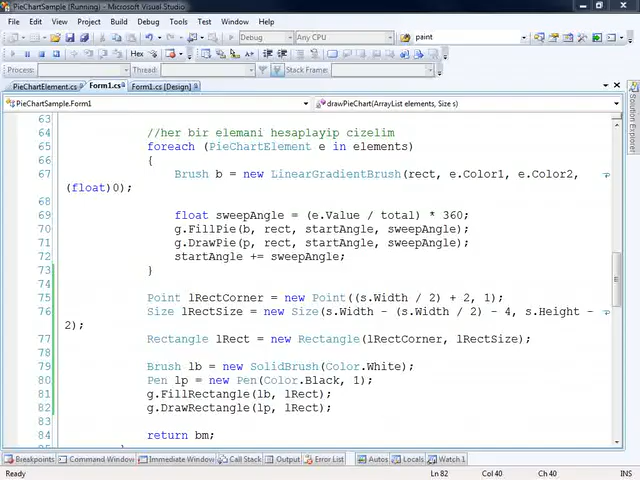 PieChartSample (Running) - Microsoft Visual Studio
File Edit View Project Build Debug Tools Test Window Help
Debug Any CPU paint
Hex
Process: Thread: Stack Frame:
PieChartElement.cs Form1.cs Form1.cs [Design]
PieChartSample.Form1 drawPieChart(ArrayList elements, Size s)
Solution Explorer
63
64 //her bir elemani hesaplayip cizelim
65 foreach (PieChartElement e in elements)
66 {
67 Brush b = new LinearGradientBrush(rect, e.Color1, e.Color2,
(float)0);
68
69 float sweepAngle = (e.Value / total) * 360;
70 g.FillPie(b, rect, startAngle, sweepAngle);
71 g.DrawPie(p, rect, startAngle, sweepAngle);
72 startAngle += sweepAngle;
73 }
74
75 Point lRectCorner = new Point((s.Width / 2) + 2, 1);
76 Size lRectSize = new Size(s.Width - (s.Width / 2) - 4, s.Height -
2);
77 Rectangle lRect = new Rectangle(lRectCorner, lRectSize);
78
79 Brush lb = new SolidBrush(Color.White);
80 Pen lp = new Pen(Color.Black, 1);
81 g.FillRectangle(lb, lRect);
82 g.DrawRectangle(lp, lRect);
83
84 return bm;
Breakpoints Command Window Immediate Window Call Stack Output Error List Autos Locals Watch 1
Ready Ln 82 Col 40 Ch 40 INS